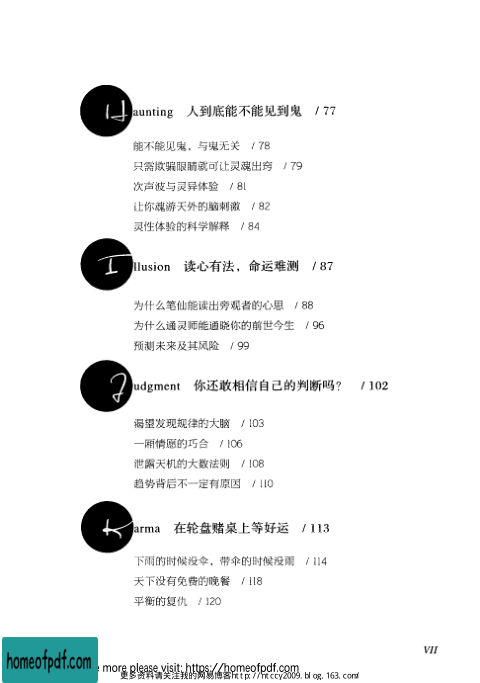 Haunting 人到底能不能见到鬼 / 77
能不能见鬼，与鬼无关 / 78
只需欺骗眼睛就可让灵魂出窍 / 79
次声波与灵异体验 / 81
让你魂游天外的脑刺激 / 82
灵性体验的科学解释 / 84
Illusion 读心有法，命运难测 / 87
为什么笔仙能读出旁观者的心思 / 88
为什么通灵师能通晓你的前世今生 / 96
预测未来及其风险 / 99
Judgment 你还敢相信自己的判断吗？ / 102
渴望发现规律的大脑 / 103
一厢情愿的巧合 / 106
泄露天机的大数法则 / 108
趋势背后不一定有原因 / 110
Karma 在轮盘赌桌上等好运 / 113
下雨的时候没伞，带伞的时候没雨 / 114
天下没有免费的晚餐 / 118
平衡的复仇 / 120
VII
homeofpdf.com
e more please visit: https://homeofpdf.com
更多资料请关注我的网易博客http://ntccy2009.blog.163.com/